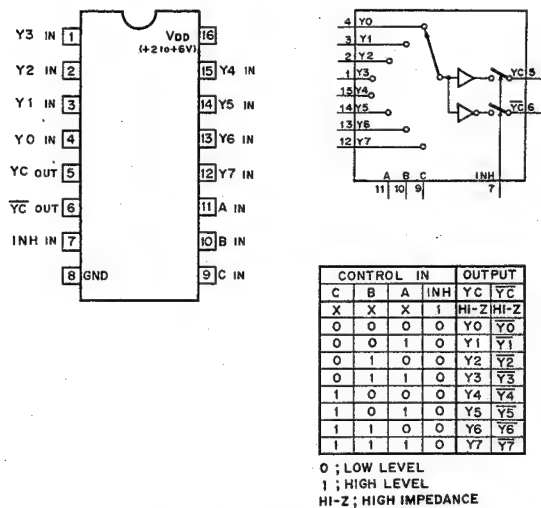 Y3 IN 1 16 VDD (+2 to +6V)
Y2 IN 2 15 Y4 IN
Y1 IN 3 14 Y5 IN
Y0 IN 4 13 Y6 IN
YC OUT 5 12 Y7 IN
YC OUT 6 11 A IN
INH IN 7 10 B IN
8 GND 9 C IN
4 Y0
3 Y1
2 Y2
1 Y3
15 Y4
14 Y5
13 Y6
12 Y7
YC 5
YC 6
A B C INH
11 10 9 7
CONTROL IN OUTPUT
C B A INH YC YC
X X X 1 HI-Z HI-Z
0 0 0 0 Y0 Y0
0 0 1 0 Y1 Y1
0 1 0 0 Y2 Y2
0 1 1 0 Y3 Y3
1 0 0 0 Y4 Y4
1 0 1 0 Y5 Y5
1 1 0 0 Y6 Y6
1 1 1 0 Y7 Y7
0 ; LOW LEVEL
1 ; HIGH LEVEL
HI-Z ; HIGH IMPEDANCE